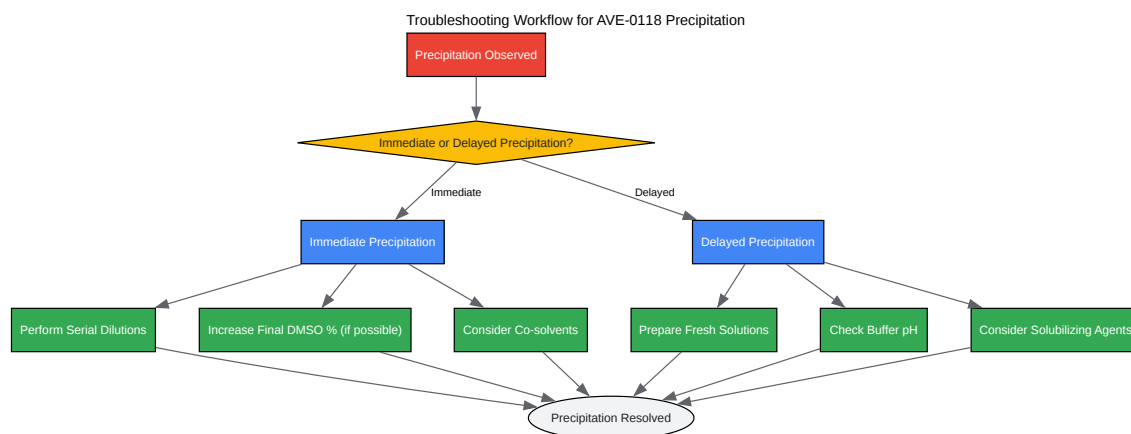 Troubleshooting Workflow for AVE-0118 Precipitation
Precipitation Observed
Immediate or Delayed Precipitation?
Immediate
Delayed
Immediate Precipitation
Delayed Precipitation
Perform Serial Dilutions
Increase Final DMSO % (if possible)
Consider Co-solvents
Prepare Fresh Solutions
Check Buffer pH
Consider Solubilizing Agents
Precipitation Resolved